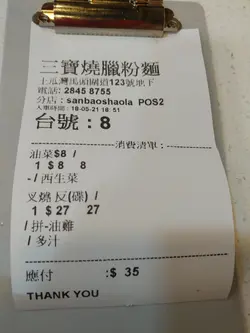 三寶燒臘粉麵
土瓜灣馬頭圍道123號地下
電話: 2845 8755
分店 : sanbaoshaola POS2
入單時間 : 18-05-21 18: 51
台號 : 8
消費清單:
油菜$8 /
1 $ 8 8
- / 西生菜
叉燒 反(碟) /
1 $ 27 27
/ 拼-油雞
/ 多汁
應付 :$ 35
THANK YOU